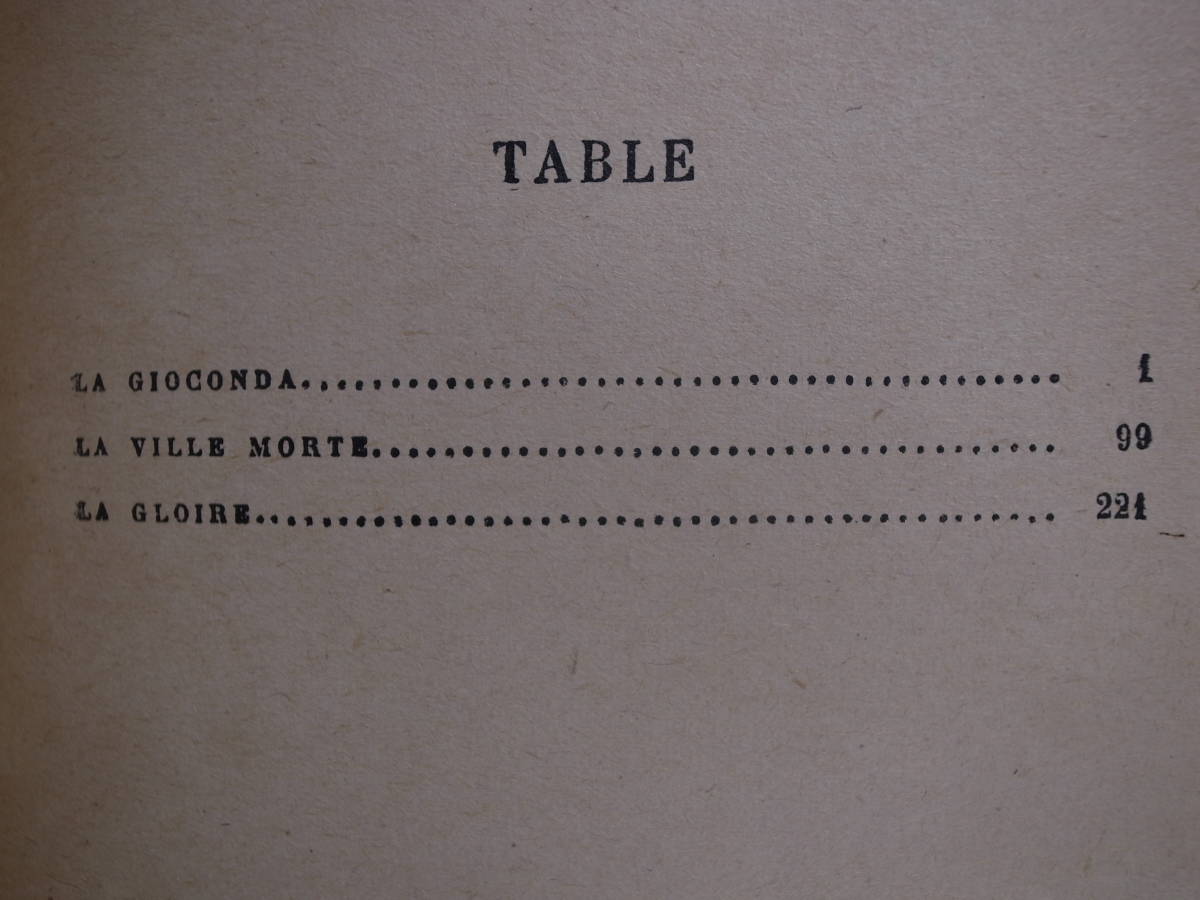 TABLE
LA GIOCONDA........................................ 1
LA VILLE MORTE..................................... 99
LA GLOIRE.......................................... 221